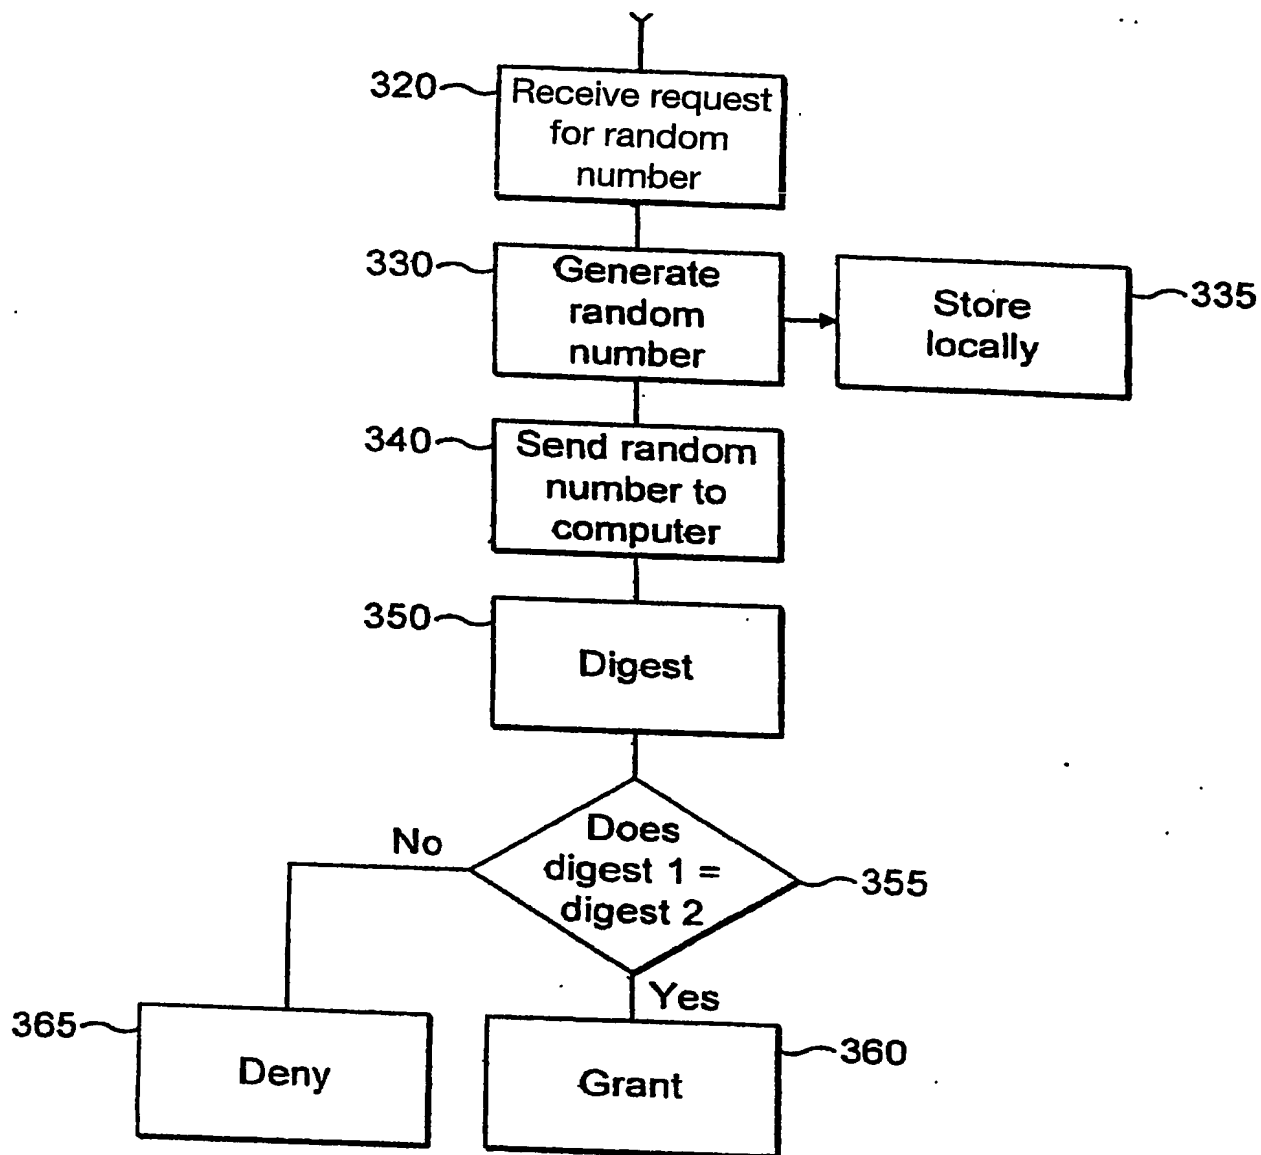 320
Receive request
for random
number
330
Generate
random
number
Store
locally
335
340
Send random
number to
computer
350
Digest
No
Does
digest 1 =
digest 2
355
Yes
365
Deny
Grant
360